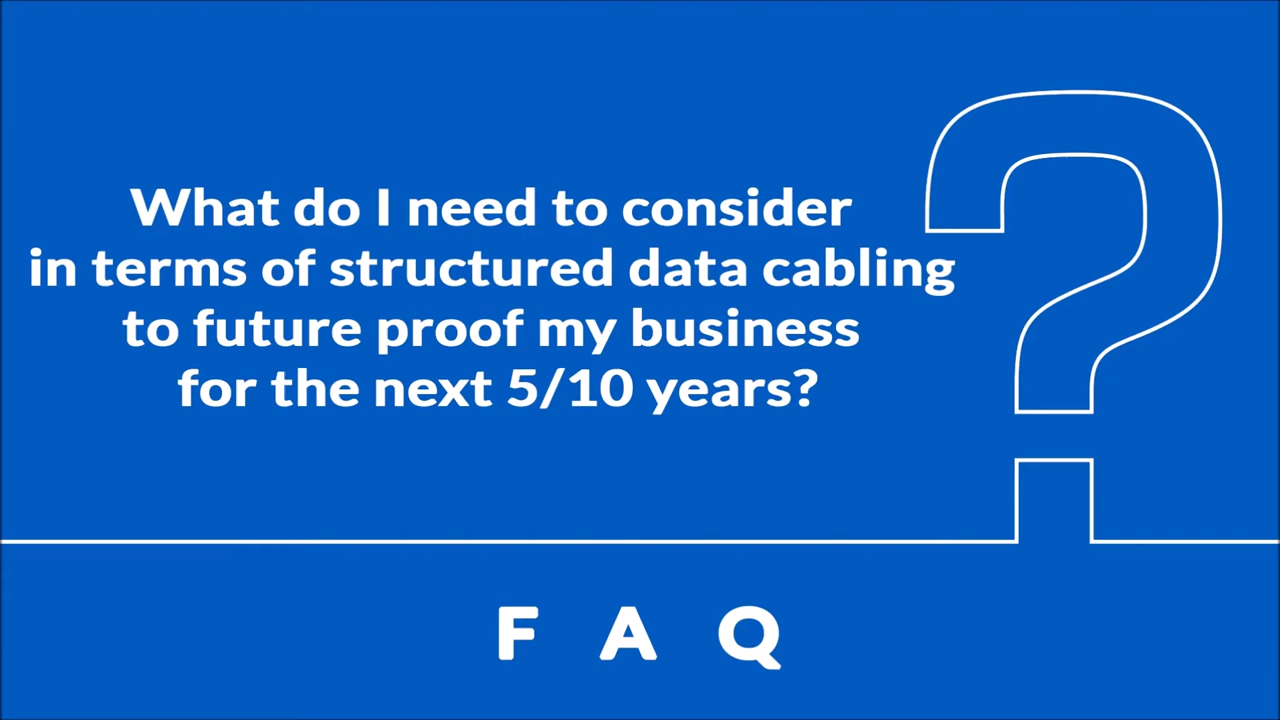 What do I need to consider
in terms of structured data cabling
to future proof my business
for the next 5/10 years?
FAQ